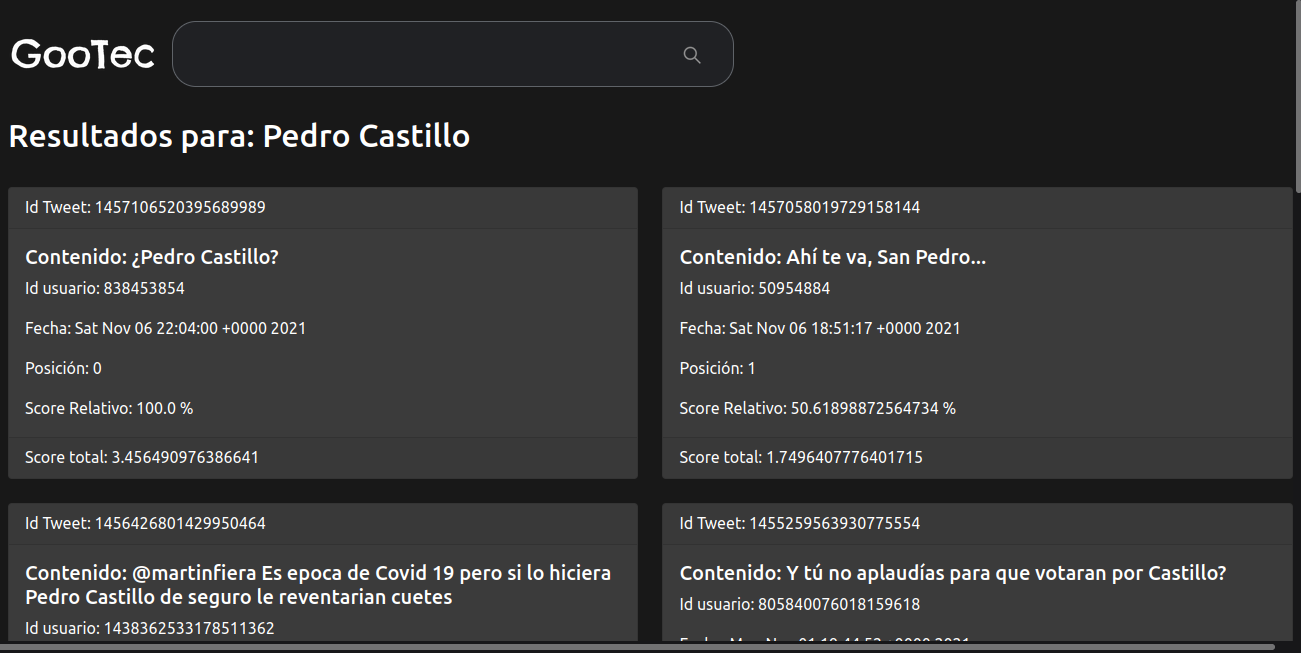 GooTec
Resultados para: Pedro Castillo
Id Tweet: 1457106520395689989
Contenido: ¿Pedro Castillo?
Id usuario: 838453854
Fecha: Sat Nov 06 22:04:00 +0000 2021
Posición: 0
Score Relativo: 100.0 %
Score total: 3.456490976386641
Id Tweet: 1457058019729158144
Contenido: Ahí te va, San Pedro...
Id usuario: 50954884
Fecha: Sat Nov 06 18:51:17 +0000 2021
Posición: 1
Score Relativo: 50.61898872564734 %
Score total: 1.7496407776401715
Id Tweet: 1456426801429950464
Contenido: @martinfiera Es epoca de Covid 19 pero si lo hiciera
Pedro Castillo de seguro le reventarian cuetes
Id usuario: 1438362533178511362
Id Tweet: 1455259563930775554
Contenido: Y tú no aplaudías para que votaran por Castillo?
Id usuario: 805840076018159618